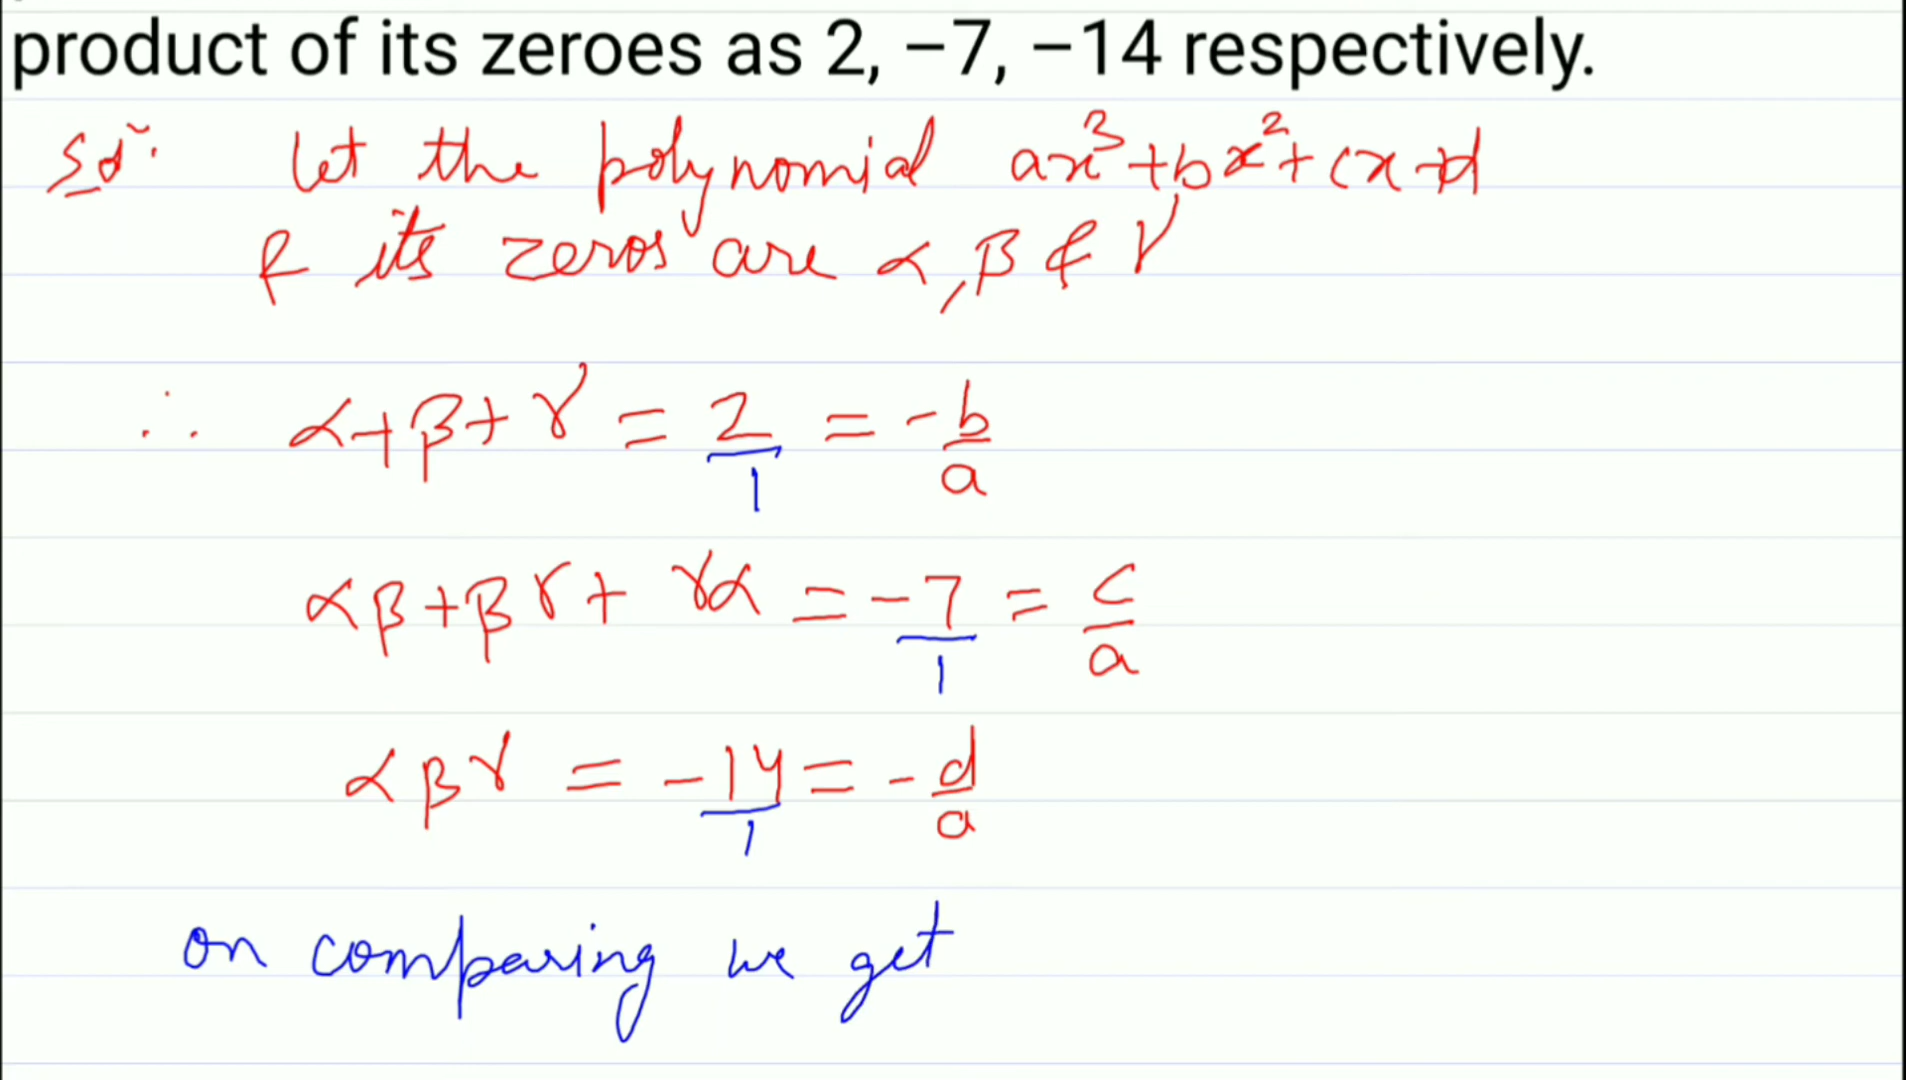 product of its zeroes as 2, –7, –14 respectively.
Sol. Let the polynomial ax³+bx²+cx+d
& its zeros are α, β & γ
∴ α+β+γ = 2/1 = -b/a
αβ+βγ+γα = -7/1 = c/a
αβγ = -14/1 = -d/a
on comparing we get